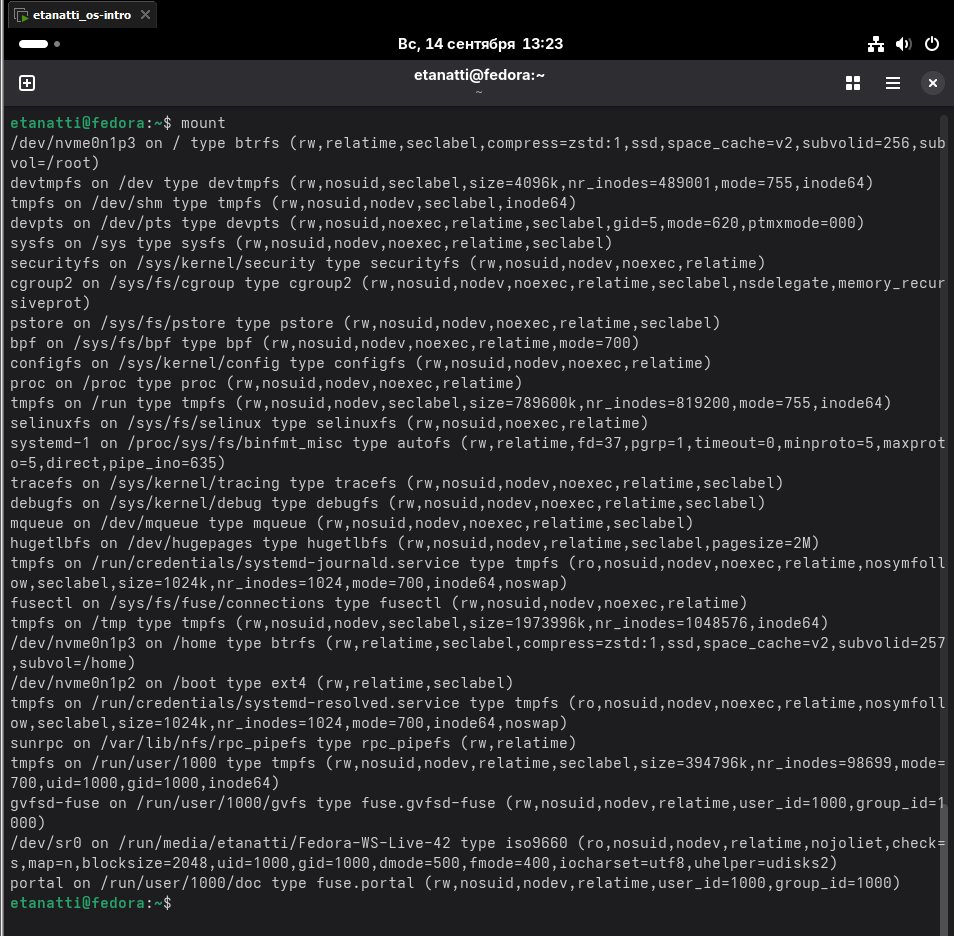 etanatti_os-intro
Вс, 14 сентября 13:23
etanatti@fedora:~
~
etanatti@fedora:~$ mount
/dev/nvme0n1p3 on / type btrfs (rw,relatime,seclabel,compress=zstd:1,ssd,space_cache=v2,subvolid=256,sub
vol=/root)
devtmpfs on /dev type devtmpfs (rw,nosuid,seclabel,size=4096k,nr_inodes=489001,mode=755,inode64)
tmpfs on /dev/shm type tmpfs (rw,nosuid,nodev,seclabel,inode64)
devpts on /dev/pts type devpts (rw,nosuid,noexec,relatime,seclabel,gid=5,mode=620,ptmxmode=000)
sysfs on /sys type sysfs (rw,nosuid,nodev,noexec,relatime,seclabel)
securityfs on /sys/kernel/security type securityfs (rw,nosuid,nodev,noexec,relatime)
cgroup2 on /sys/fs/cgroup type cgroup2 (rw,nosuid,nodev,noexec,relatime,seclabel,nsdelegate,memory_recur
siveprot)
pstore on /sys/fs/pstore type pstore (rw,nosuid,nodev,noexec,relatime,seclabel)
bpf on /sys/fs/bpf type bpf (rw,nosuid,nodev,noexec,relatime,mode=700)
configfs on /sys/kernel/config type configfs (rw,nosuid,nodev,noexec,relatime)
proc on /proc type proc (rw,nosuid,nodev,noexec,relatime)
tmpfs on /run type tmpfs (rw,nosuid,nodev,seclabel,size=789600k,nr_inodes=819200,mode=755,inode64)
selinuxfs on /sys/fs/selinux type selinuxfs (rw,nosuid,noexec,relatime)
systemd-1 on /proc/sys/fs/binfmt_misc type autofs (rw,relatime,fd=37,pgrp=1,timeout=0,minproto=5,maxprot
o=5,direct,pipe_ino=635)
tracefs on /sys/kernel/tracing type tracefs (rw,nosuid,nodev,noexec,relatime,seclabel)
debugfs on /sys/kernel/debug type debugfs (rw,nosuid,nodev,noexec,relatime,seclabel)
mqueue on /dev/mqueue type mqueue (rw,nosuid,nodev,noexec,relatime,seclabel)
hugetlbfs on /dev/hugepages type hugetlbfs (rw,nosuid,nodev,relatime,seclabel,pagesize=2M)
tmpfs on /run/credentials/systemd-journald.service type tmpfs (ro,nosuid,nodev,noexec,relatime,nosymfoll
ow,seclabel,size=1024k,nr_inodes=1024,mode=700,inode64,noswap)
fusectl on /sys/fs/fuse/connections type fusectl (rw,nosuid,nodev,noexec,relatime)
tmpfs on /tmp type tmpfs (rw,nosuid,nodev,seclabel,size=1973996k,nr_inodes=1048576,inode64)
/dev/nvme0n1p3 on /home type btrfs (rw,relatime,seclabel,compress=zstd:1,ssd,space_cache=v2,subvolid=257
,subvol=/home)
/dev/nvme0n1p2 on /boot type ext4 (rw,relatime,seclabel)
tmpfs on /run/credentials/systemd-resolved.service type tmpfs (ro,nosuid,nodev,noexec,relatime,nosymfoll
ow,seclabel,size=1024k,nr_inodes=1024,mode=700,inode64,noswap)
sunrpc on /var/lib/nfs/rpc_pipefs type rpc_pipefs (rw,relatime)
tmpfs on /run/user/1000 type tmpfs (rw,nosuid,nodev,relatime,seclabel,size=394796k,nr_inodes=98699,mode=
700,uid=1000,gid=1000,inode64)
gvfsd-fuse on /run/user/1000/gvfs type fuse.gvfsd-fuse (rw,nosuid,nodev,relatime,user_id=1000,group_id=1
000)
/dev/sr0 on /run/media/etanatti/Fedora-WS-Live-42 type iso9660 (ro,nosuid,nodev,relatime,nojoliet,check=
s,map=n,blocksize=2048,uid=1000,gid=1000,dmode=500,fmode=400,iocharset=utf8,uhelper=udisks2)
portal on /run/user/1000/doc type fuse.portal (rw,nosuid,nodev,relatime,user_id=1000,group_id=1000)
etanatti@fedora:~$